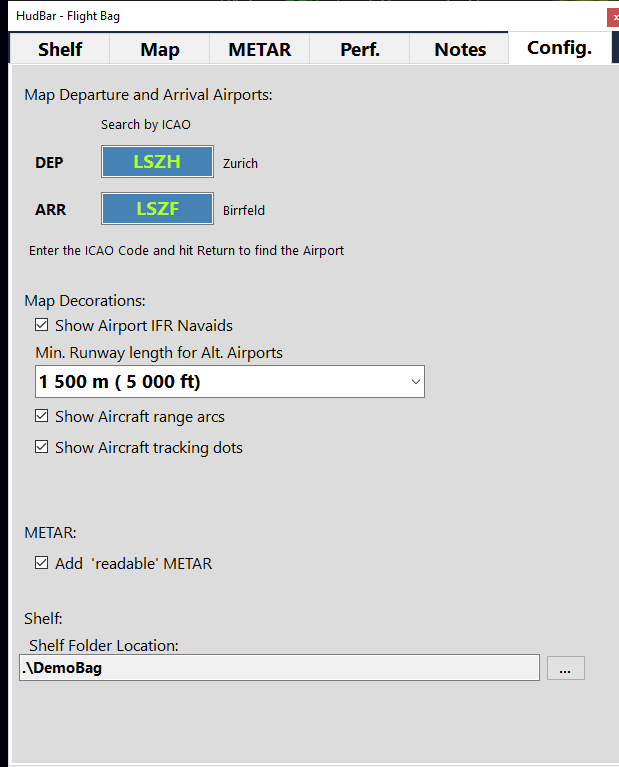 HudBar - Flight Bag
x
Shelf Map METAR Perf. Notes Config.
Map Departure and Arrival Airports:
Search by ICAO
DEP LSZH Zurich
ARR LSZF Birrfeld
Enter the ICAO Code and hit Return to find the Airport
Map Decorations:
Show Airport IFR Navaids
Min. Runway length for Alt. Airports
1 500 m ( 5 000 ft)
Show Aircraft range arcs
Show Aircraft tracking dots
METAR:
Add 'readable' METAR
Shelf:
Shelf Folder Location:
.\DemoBag ...